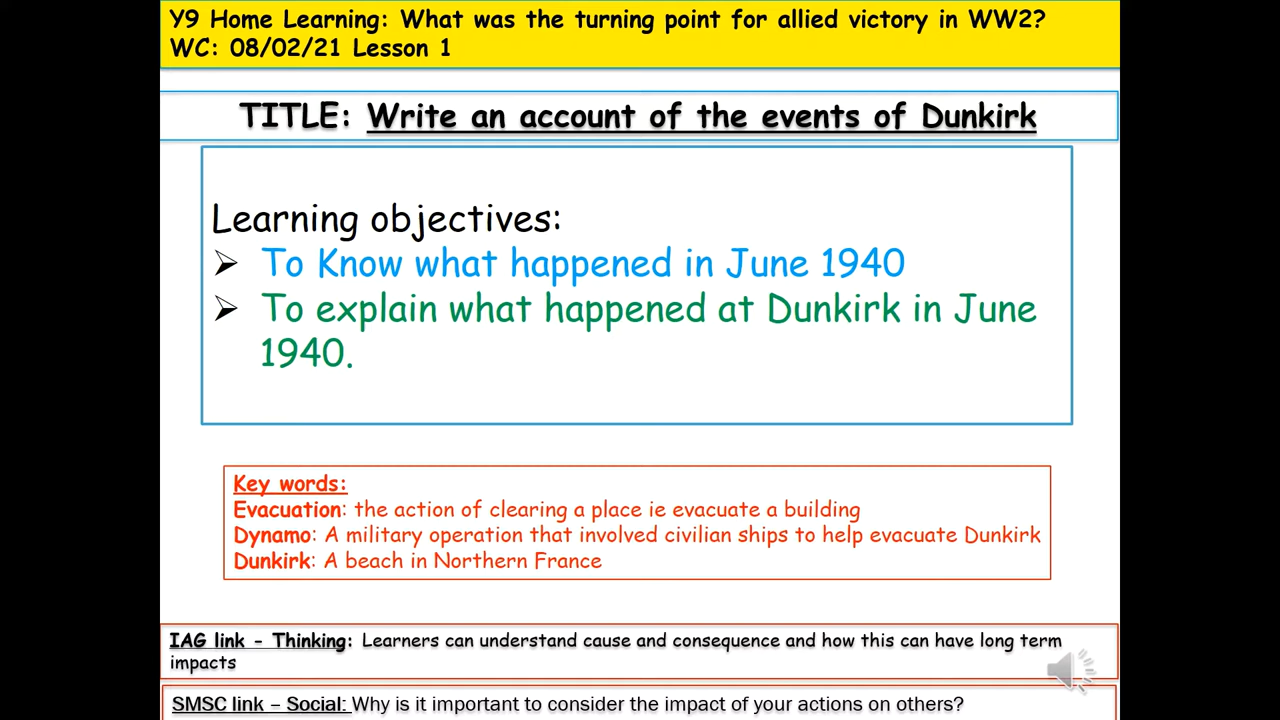 Y9 Home Learning: What was the turning point for allied victory in WW2?
WC: 08/02/21 Lesson 1
TITLE: Write an account of the events of Dunkirk
Learning objectives:
➢ To Know what happened in June 1940
➢ To explain what happened at Dunkirk in June
1940.
Key words:
Evacuation: the action of clearing a place ie evacuate a building
Dynamo: A military operation that involved civilian ships to help evacuate Dunkirk
Dunkirk: A beach in Northern France
IAG link - Thinking: Learners can understand cause and consequence and how this can have long term
impacts
SMSC link – Social: Why is it important to consider the impact of your actions on others?